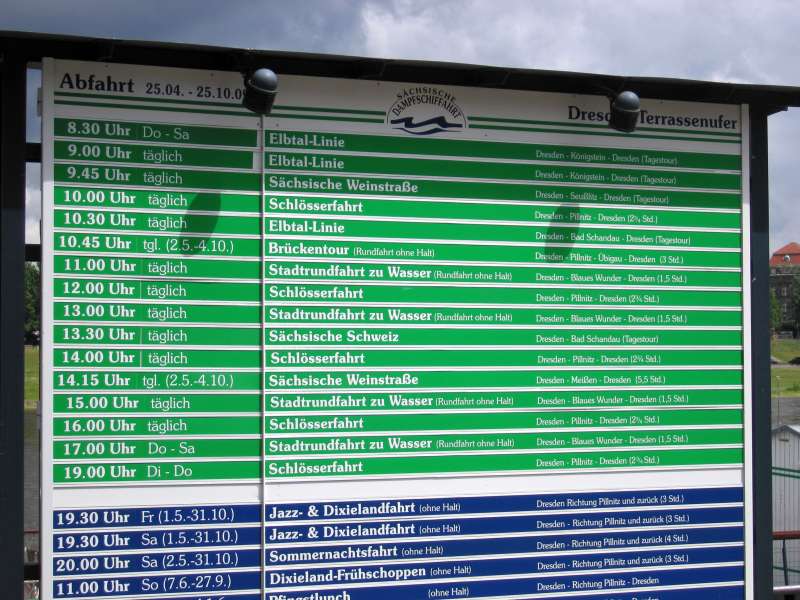 Abfahrt 25.04. - 25.10.0
SÄCHSISCHE
DAMPFSCHIFFAHRT
Dresden Terrassenufer
8.30 Uhr Do - Sa Elbtal-Linie Dresden - Königstein - Dresden (Tagestour)
9.00 Uhr täglich Elbtal-Linie Dresden - Königstein - Dresden (Tagestour)
9.45 Uhr täglich Sächsische Weinstraße Dresden - Seußlitz - Dresden (Tagestour)
10.00 Uhr täglich Schlösserfahrt Dresden - Pillnitz - Dresden (2¾ Std.)
10.30 Uhr täglich Elbtal-Linie Dresden - Bad Schandau - Dresden (Tagestour)
10.45 Uhr tgl. (2.5.-4.10.) Brückentour (Rundfahrt ohne Halt) Dresden - Pillnitz - Übigau - Dresden (3 Std.)
11.00 Uhr täglich Stadtrundfahrt zu Wasser (Rundfahrt ohne Halt) Dresden - Blaues Wunder - Dresden (1,5 Std.)
12.00 Uhr täglich Schlösserfahrt Dresden - Pillnitz - Dresden (2¾ Std.)
13.00 Uhr täglich Stadtrundfahrt zu Wasser (Rundfahrt ohne Halt) Dresden - Blaues Wunder - Dresden (1,5 Std.)
13.30 Uhr täglich Sächsische Schweiz Dresden - Bad Schandau (Tagestour)
14.00 Uhr täglich Schlösserfahrt Dresden - Pillnitz - Dresden (2¾ Std.)
14.15 Uhr tgl. (2.5.-4.10.) Sächsische Weinstraße Dresden - Meißen - Dresden (5,5 Std.)
15.00 Uhr täglich Stadtrundfahrt zu Wasser (Rundfahrt ohne Halt) Dresden - Blaues Wunder - Dresden (1,5 Std.)
16.00 Uhr täglich Schlösserfahrt Dresden - Pillnitz - Dresden (2¾ Std.)
17.00 Uhr Do - Sa Stadtrundfahrt zu Wasser (Rundfahrt ohne Halt) Dresden - Blaues Wunder - Dresden (1,5 Std.)
19.00 Uhr Di - Do Schlösserfahrt Dresden - Pillnitz - Dresden (2¾ Std.)
19.30 Uhr Fr (1.5.-31.10.) Jazz- & Dixielandfahrt (ohne Halt) Dresden Richtung Pillnitz und zurück (3 Std.)
19.30 Uhr Sa (1.5.-31.10.) Jazz- & Dixielandfahrt (ohne Halt) Dresden - Richtung Pillnitz und zurück (3 Std.)
20.00 Uhr Sa (2.5.-31.10.) Sommernachtsfahrt (ohne Halt) Dresden - Richtung Pillnitz und zurück (4 Std.)
11.00 Uhr So (7.6.-27.9.) Dixieland-Frühschoppen (ohne Halt) Dresden - Richtung Pillnitz und zurück (3 Std.)
Pfingstlunch (ohne Halt) Dresden - Richtung Pillnitz - Dresden